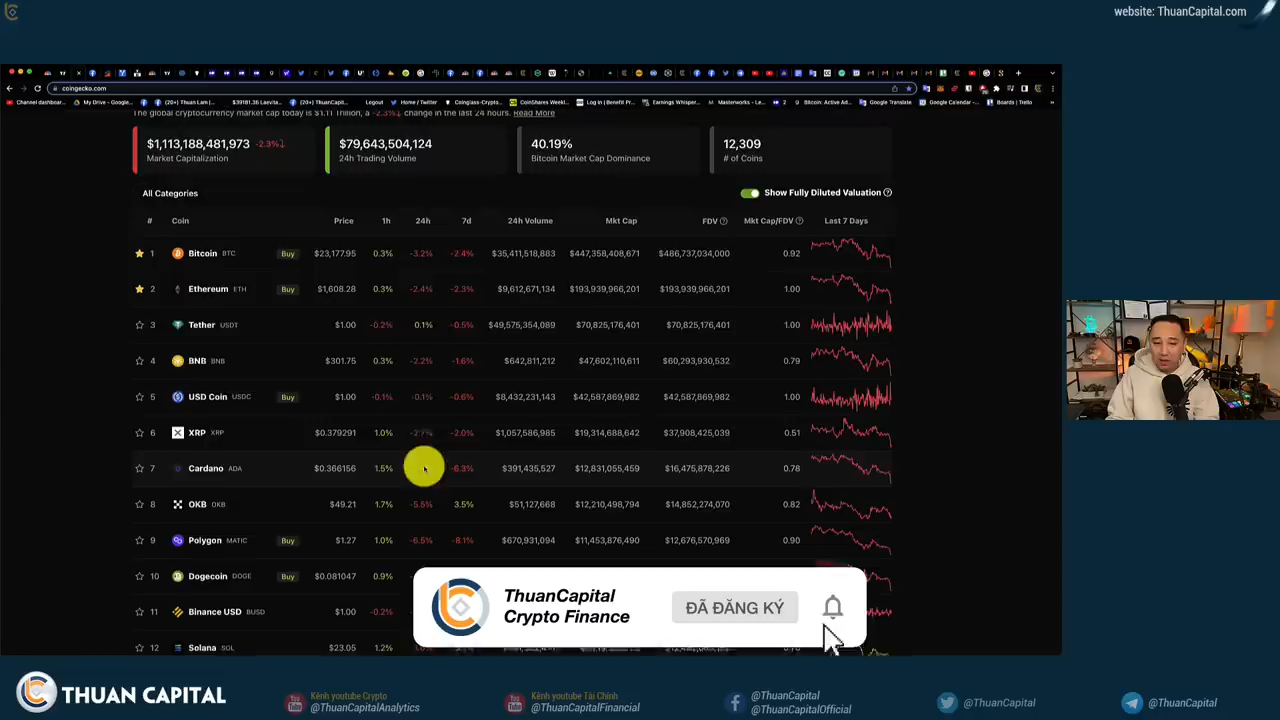 website: ThuanCapital.com
coingecko.com
The global cryptocurrency market cap today is $1.11 Trillion, a -2.3% change in the last 24 hours. Read More
$1,113,188,481,973 -2.3%
Market Capitalization
$79,643,504,124
24h Trading Volume
40.19%
Bitcoin Market Cap Dominance
12,309
# of Coins
All Categories
Show Fully Diluted Valuation
# Coin Price 1h 24h 7d 24h Volume Mkt Cap FDV Mkt Cap/FDV Last 7 Days
1 Bitcoin BTC Buy $23,177.95 0.3% -3.2% -2.4% $35,411,518,883 $447,358,408,671 $486,737,034,000 0.92
2 Ethereum ETH Buy $1,608.28 0.3% -2.4% -2.3% $9,612,671,134 $193,939,966,201 $193,939,966,201 1.00
3 Tether USDT $1.00 -0.2% 0.1% -0.5% $49,575,354,089 $70,825,176,401 $70,825,176,401 1.00
4 BNB BNB $301.75 0.3% -2.2% -1.6% $642,811,212 $47,602,110,611 $60,293,930,532 0.79
5 USD Coin USDC Buy $1.00 -0.1% -0.1% -0.6% $8,432,231,143 $42,587,869,982 $42,587,869,982 1.00
6 XRP XRP $0.379291 1.0% -2.0% $1,057,586,985 $19,314,688,642 $37,908,425,039 0.51
7 Cardano ADA $0.366156 1.5% -6.3% $391,435,527 $12,831,055,459 $16,475,878,226 0.78
8 OKB OKB $49.21 1.7% -5.5% 3.5% $51,127,668 $12,210,498,794 $14,852,270,530 0.82
9 Polygon MATIC Buy $1.27 1.0% -6.5% -8.1% $670,931,094 $11,453,876,490 $12,676,570,969 0.90
10 Dogecoin DOGE Buy $0.081047 0.9%
11 Binance USD BUSD $1.00 -0.2%
12 Solana SOL $23.05 1.2%
ThuanCapital
Crypto Finance
ĐÃ ĐĂNG KÝ
THUAN CAPITAL
Kênh youtube Crypto
@ThuanCapitalAnalytics
Kênh youtube Tài Chính
@ThuanCapitalFinancial
@ThuanCapital
@ThuanCapitalOfficial
@ThuanCapital
@ThuanCapital